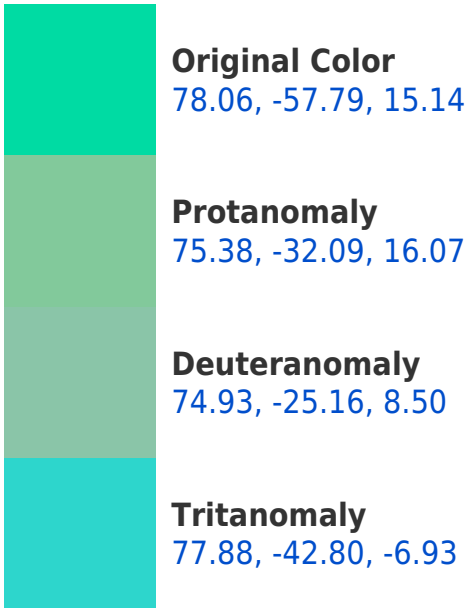 Original Color
78.06, -57.79, 15.14
Protanomaly
75.38, -32.09, 16.07
Deuteranomaly
74.93, -25.16, 8.50
Tritanomaly
77.88, -42.80, -6.93